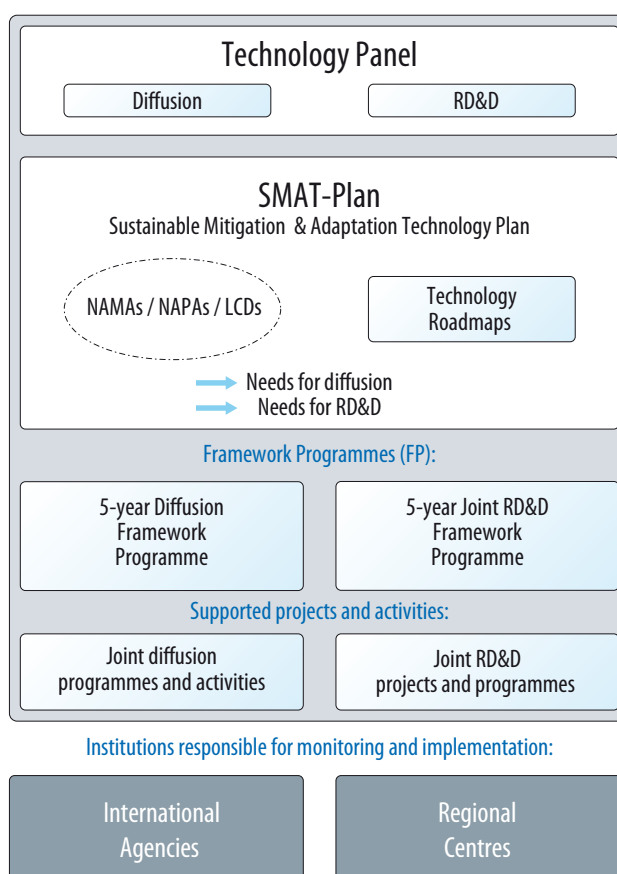 Technology Panel
Diffusion
RD&D
SMAT-Plan
Sustainable Mitigation & Adaptation Technology Plan
NAMAs / NAPAs / LCDs
Technology
Roadmaps
Needs for diffusion
Needs for RD&D
Framework Programmes (FP):
5-year Diffusion
Framework
Programme
5-year Joint RD&D
Framework
Programme
Supported projects and activities:
Joint diffusion
programmes and activities
Joint RD&D
projects and programmes
Institutions responsible for monitoring and implementation:
International
Agencies
Regional
Centres